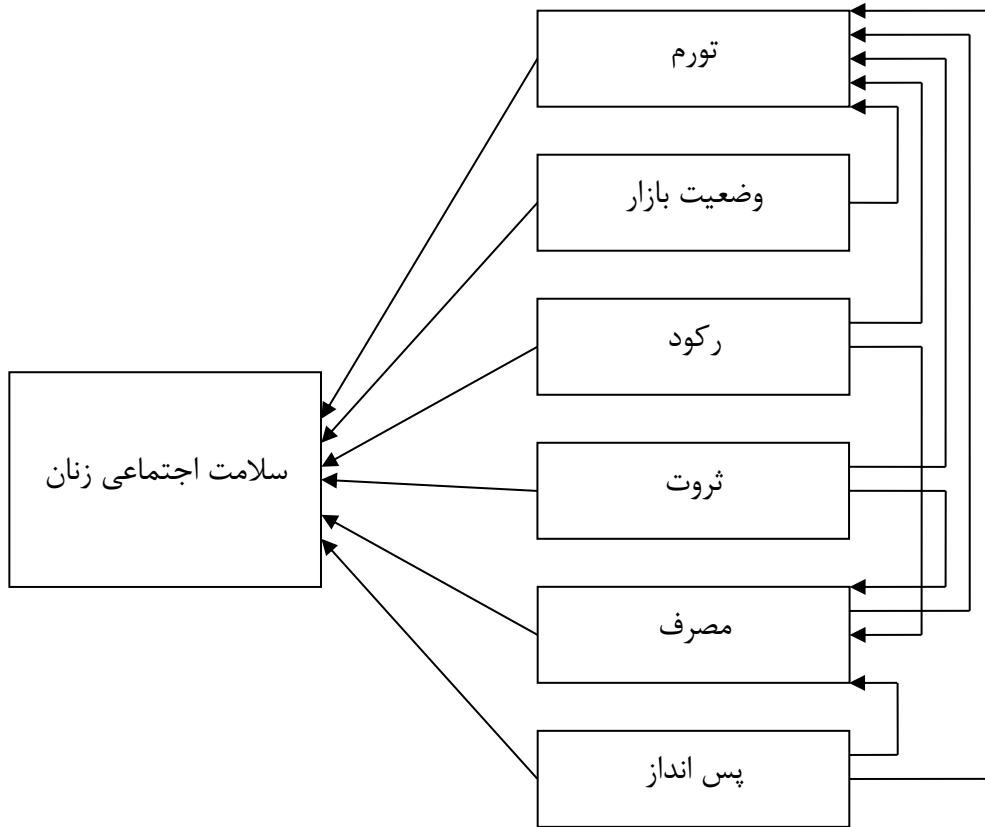 تورم
وضعیت بازار
رکود
سلامت اجتماعی زنان
ثروت
مصرف
پس انداز